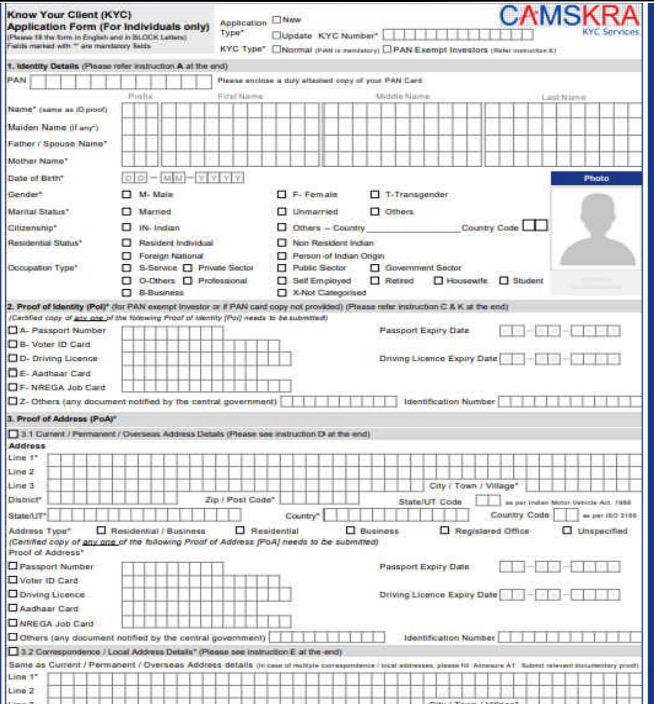 Know Your Client (KYC)
Application Form (For Individuals only)
(Please fill the form in English and in BLOCK Letters)
Fields marked with '*' are mandatory fields
Application Type* New
Update KYC Number*
KYC Type* Normal (PAN is mandatory) PAN Exempt Investors (Refer instruction K)
CAMSKRA
KYC Services
1. Identity Details (Please refer instruction A at the end)
PAN Please enclose a duly attested copy of your PAN Card
Prefix First Name Middle Name Last Name
Name* (same as ID proof)
Maiden Name (If any*)
Father / Spouse Name*
Mother Name*
Date of Birth* DD - MM - YYYY
Photo
Gender* M- Male F- Female T-Transgender
Marital Status* Married Unmarried Others
Citizenship* IN- Indian Others – Country Country Code
Residential Status* Resident Individual Non Resident Indian
Foreign National Person of Indian Origin
Occupation Type* S-Service Private Sector Public Sector Government Sector
O-Others Professional Self Employed Retired Housewife Student
B-Business X-Not Categorised
2. Proof of Identity (PoI)* (for PAN exempt Investor or if PAN card copy not provided) (Please refer instruction C & K at the end)
(Certified copy of any one of the following Proof of Identity [PoI] needs to be submitted)
A- Passport Number Passport Expiry Date
B- Voter ID Card
D- Driving Licence Driving Licence Expiry Date
E- Aadhaar Card
F- NREGA Job Card
Z- Others (any document notified by the central government) Identification Number
3. Proof of Address (PoA)*
3.1 Current / Permanent / Overseas Address Details (Please see instruction D at the end)
Address
Line 1*
Line 2
Line 3 City / Town / Village*
District* Zip / Post Code* State/UT Code as per Indian Motor Vehicle Act, 1988
State/UT* Country* Country Code as per ISO 3166
Address Type* Residential / Business Residential Business Registered Office Unspecified
(Certified copy of any one of the following Proof of Address [PoA] needs to be submitted)
Proof of Address*
Passport Number Passport Expiry Date
Voter ID Card
Driving Licence Driving Licence Expiry Date
Aadhaar Card
NREGA Job Card
Others (any document notified by the central government) Identification Number
3.2 Correspondence / Local Address Details* (Please see instruction E at the end)
Same as Current / Permanent / Overseas Address details (In case of multiple correspondence / local addresses, please fill 'Annexure A1' Submit relevant documentary proof)
Line 1*
Line 2